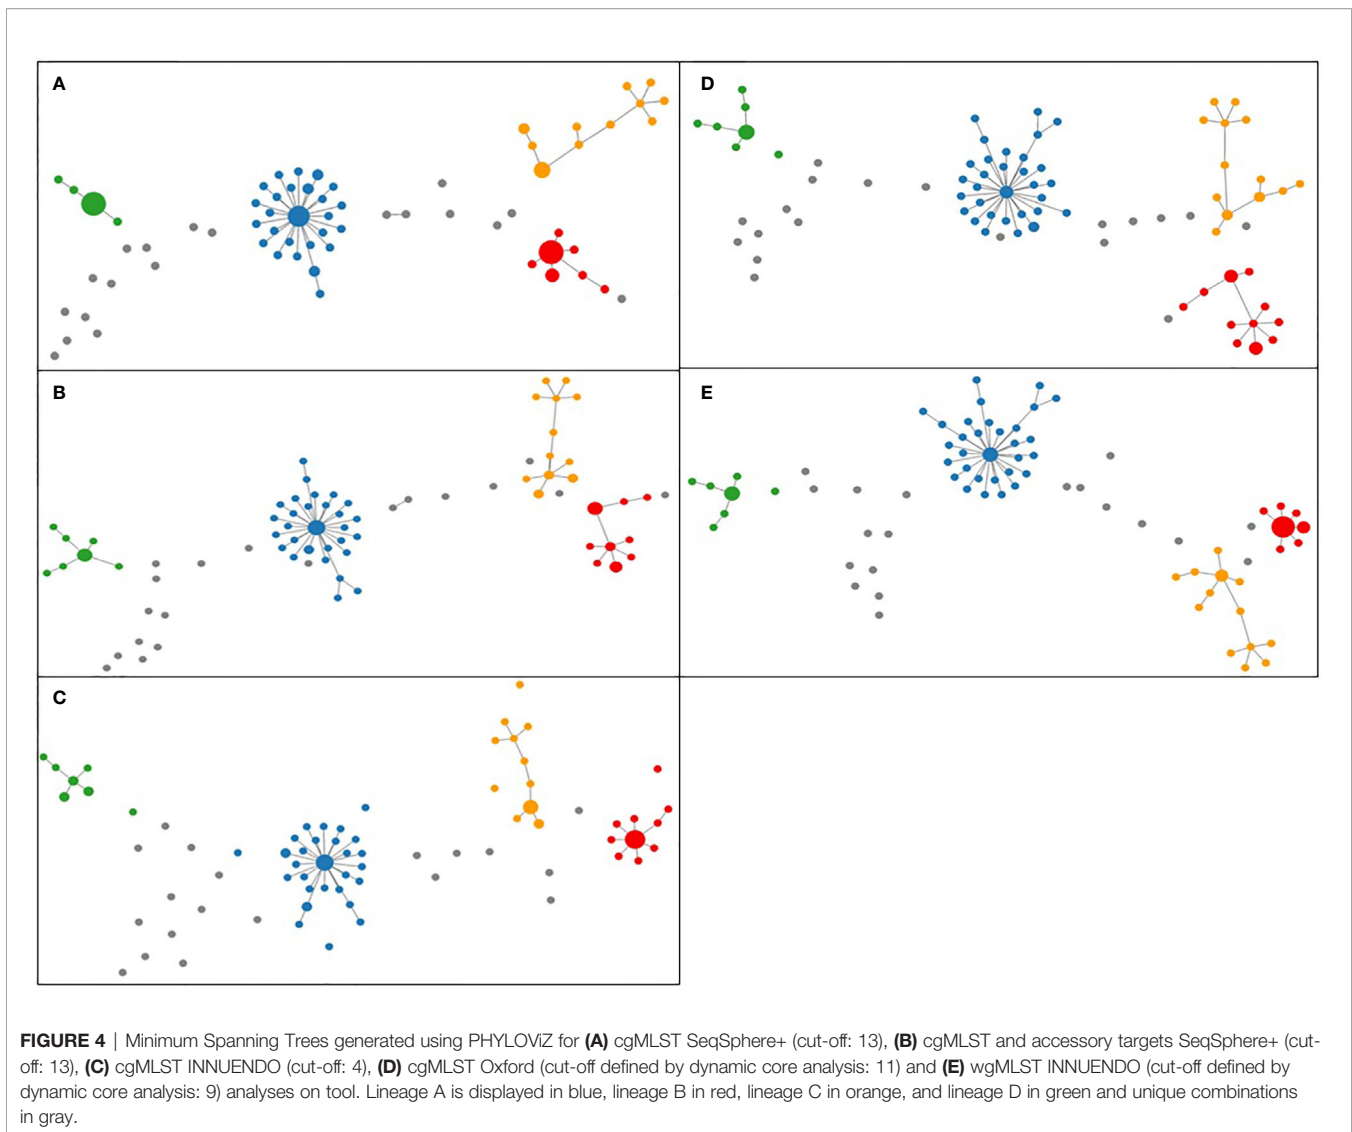 A
D
B
E
C
FIGURE 4 | Minimum Spanning Trees generated using PHYLOViZ for (A) cgMLST SeqSphere+ (cut-off: 13), (B) cgMLST and accessory targets SeqSphere+ (cut-
off: 13), (C) cgMLST INNUENDO (cut-off: 4), (D) cgMLST Oxford (cut-off defined by dynamic core analysis: 11) and (E) wgMLST INNUENDO (cut-off defined by
dynamic core analysis: 9) analyses on tool. Lineage A is displayed in blue, lineage B in red, lineage C in orange, and lineage D in green and unique combinations
in gray.